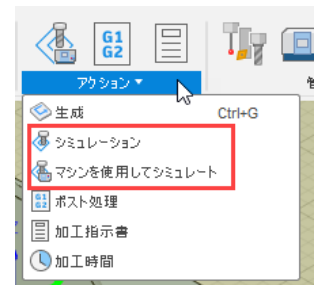 G1
G2
アクション ▼
生成 Ctrl+G
シミュレーション
マシンを使用してシミュレート
G1
G2
ポスト処理
加工指示書
加工時間